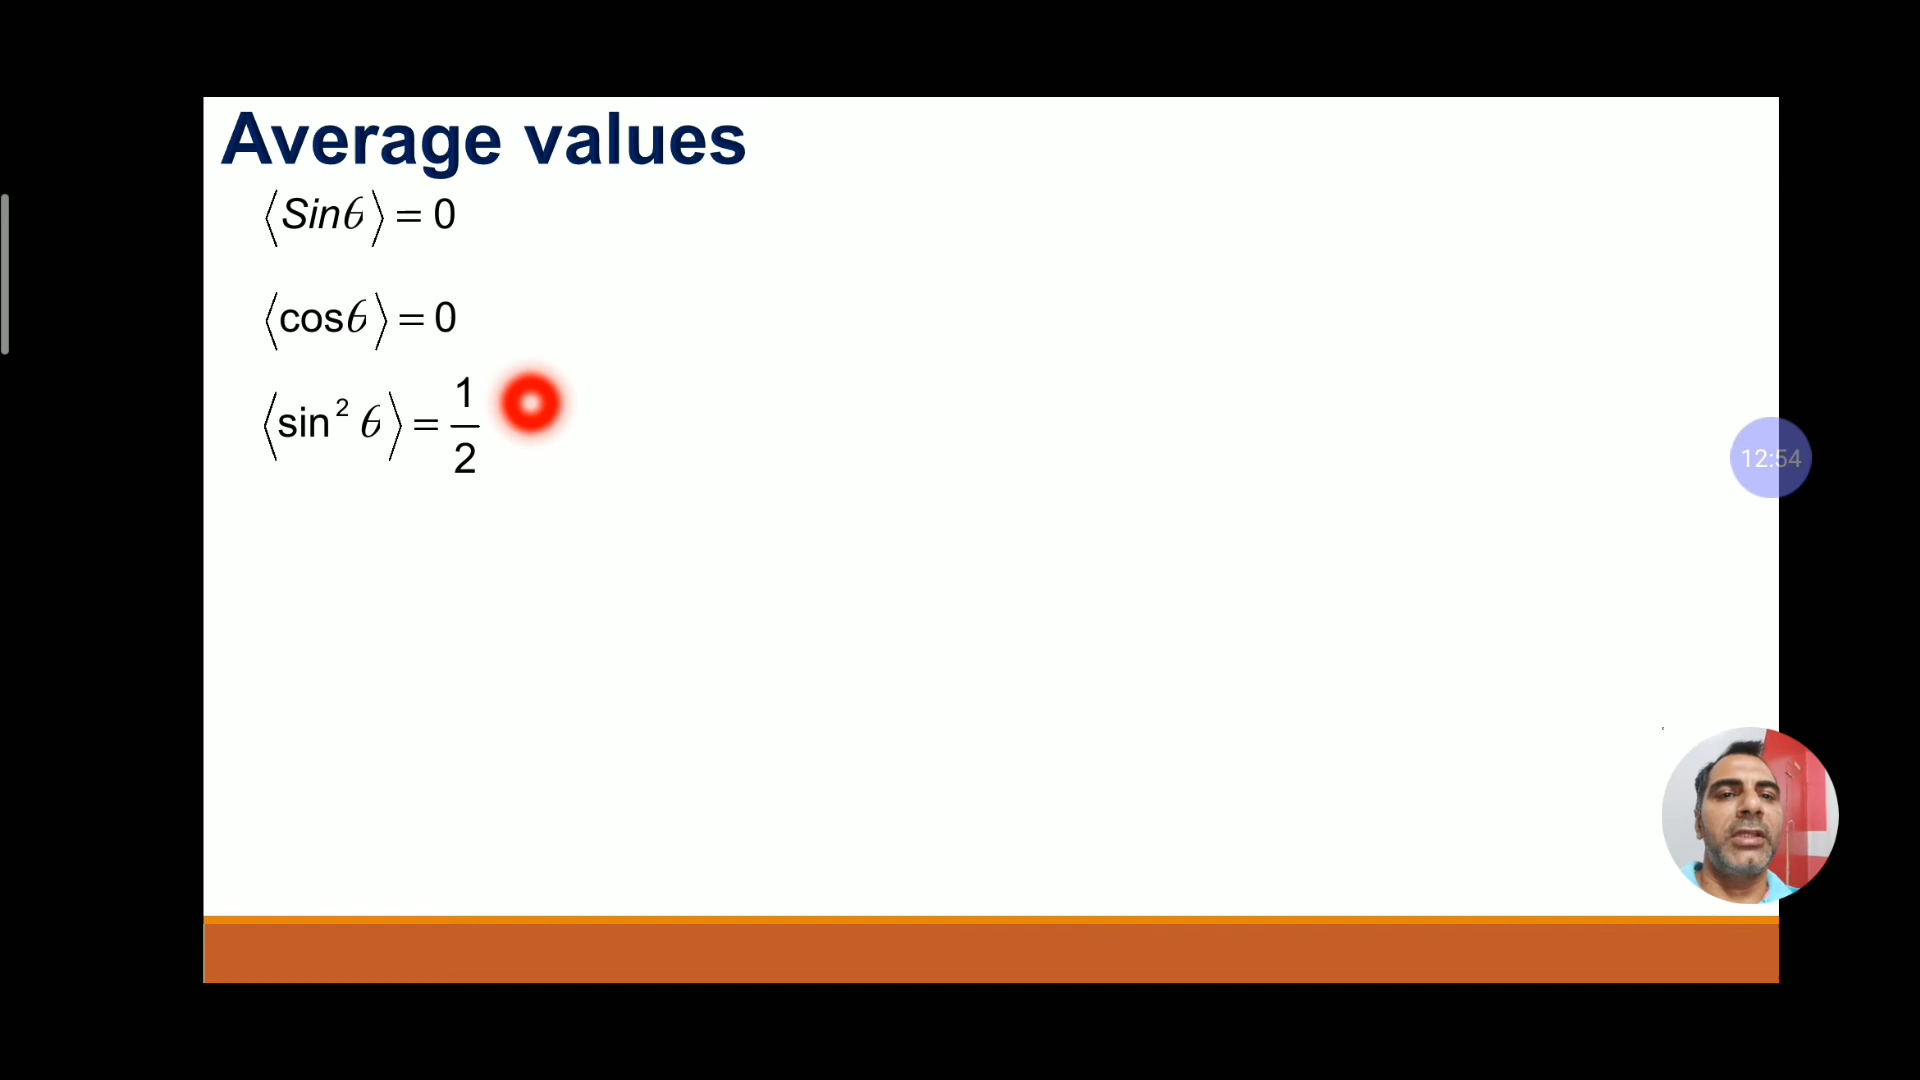 Average values
⟨Sinθ⟩ = 0
⟨cosθ⟩ = 0
⟨sin² θ⟩ = 1/2
12:54